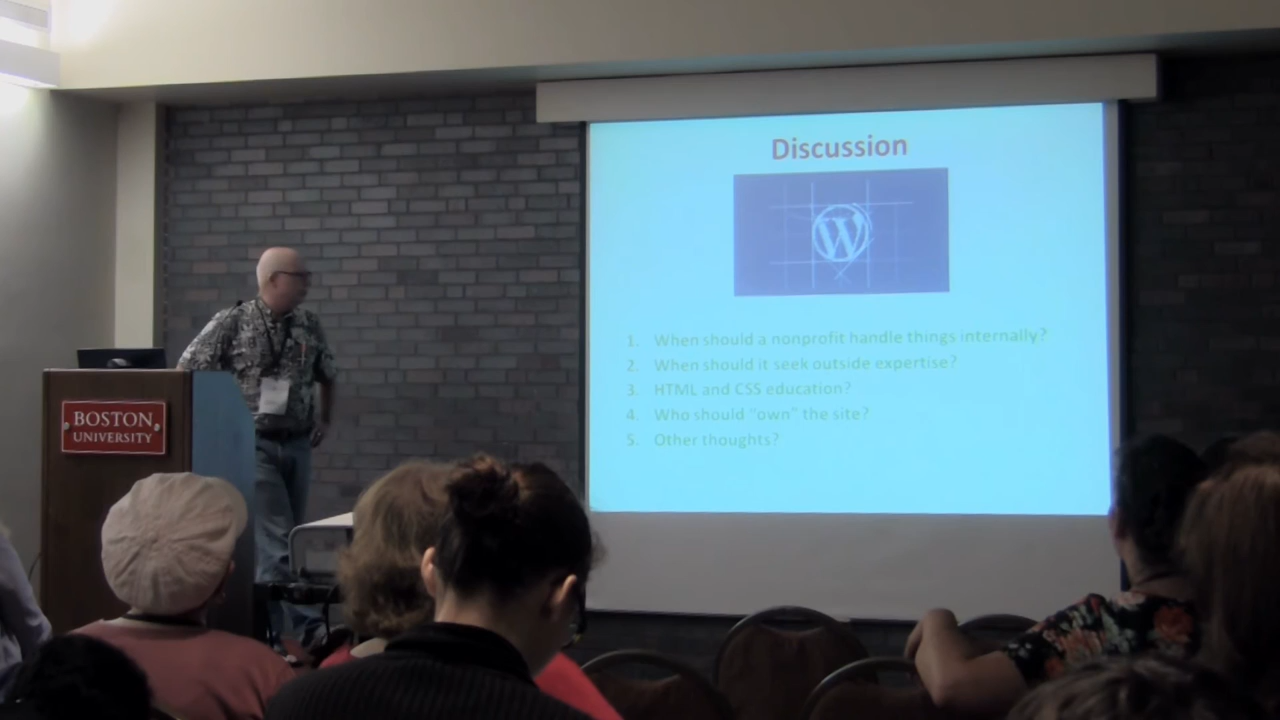 Discussion
W
1. When should a nonprofit handle things internally?
2. When should it seek outside expertise?
3. HTML and CSS education?
4. Who should "own" the site?
5. Other thoughts?
BOSTON
UNIVERSITY